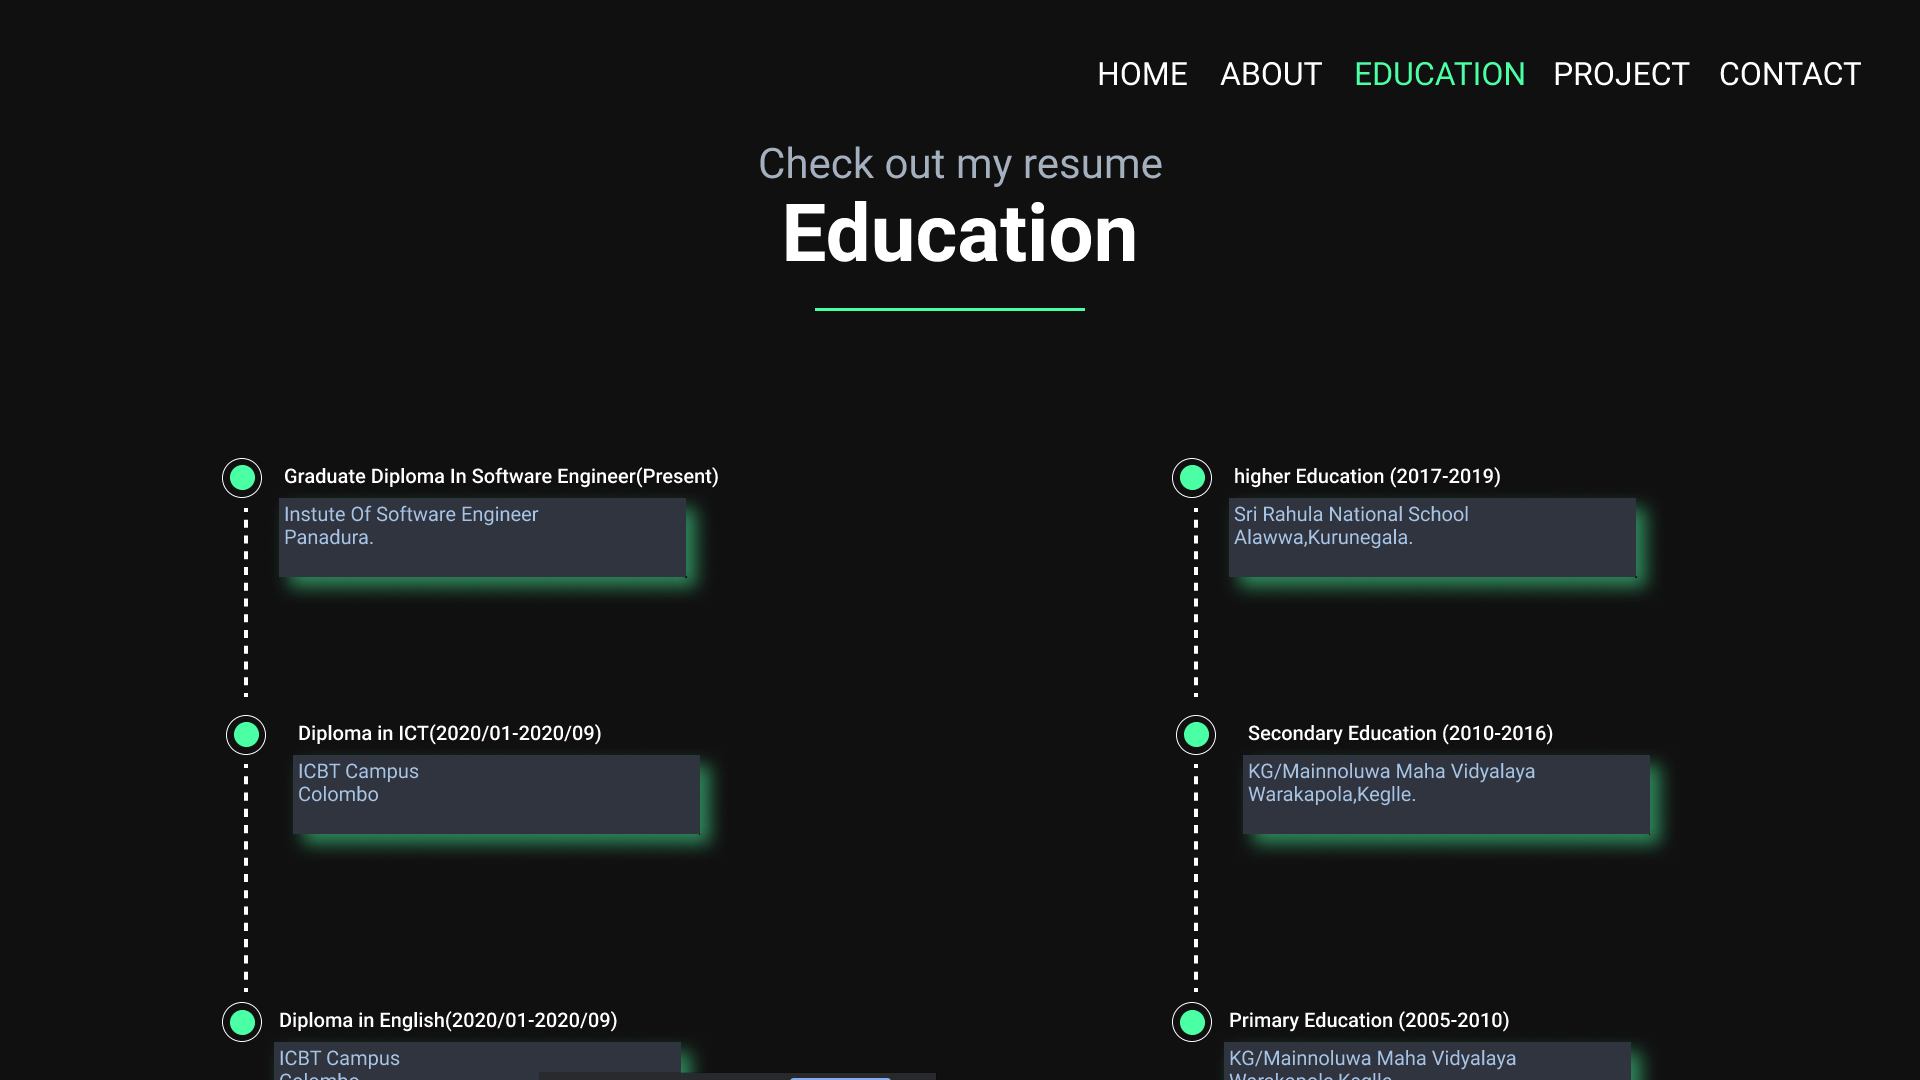 HOME ABOUT EDUCATION PROJECT CONTACT
Check out my resume
Education
Graduate Diploma In Software Engineer(Present)
Instute Of Software Engineer
Panadura.
Diploma in ICT(2020/01-2020/09)
ICBT Campus
Colombo
Diploma in English(2020/01-2020/09)
ICBT Campus
Colombo
higher Education (2017-2019)
Sri Rahula National School
Alawwa,Kurunegala.
Secondary Education (2010-2016)
KG/Mainnoluwa Maha Vidyalaya
Warakapola,Keglle.
Primary Education (2005-2010)
KG/Mainnoluwa Maha Vidyalaya
Warakapola,Keglle